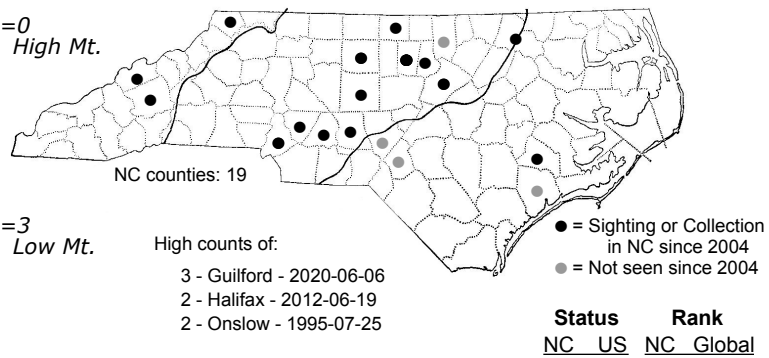 =0
High Mt.
NC counties: 19
=3
Low Mt.
High counts of:
3 - Guilford - 2020-06-06
2 - Halifax - 2012-06-19
2 - Onslow - 1995-07-25
● = Sighting or Collection
in NC since 2004
● = Not seen since 2004
Status Rank
NC US NC Global